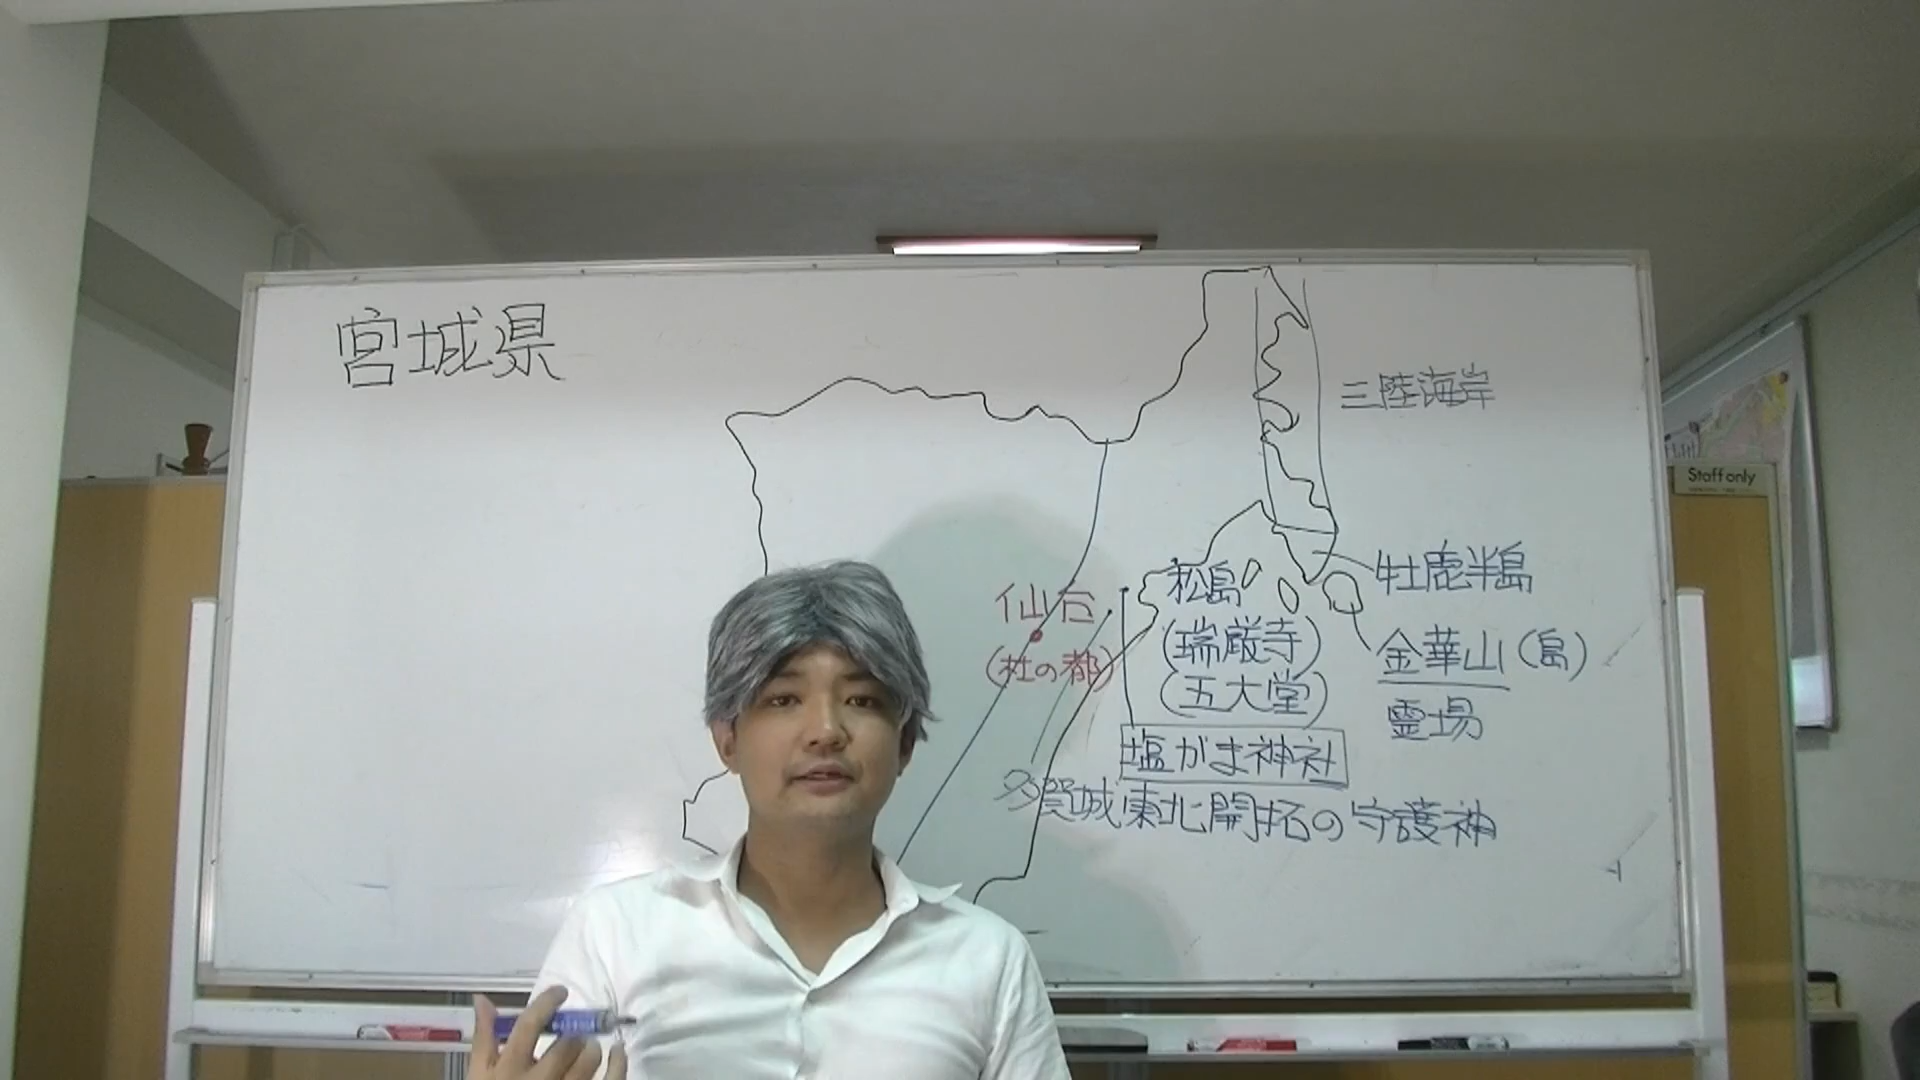 宮城県
三陸海岸
Staff only
仙台
(杜の都)
松島
(瑞巌寺)
(五大堂)
塩がま神社
多賀城
東北開拓の守護神
牡鹿半島
金華山(島)
霊場